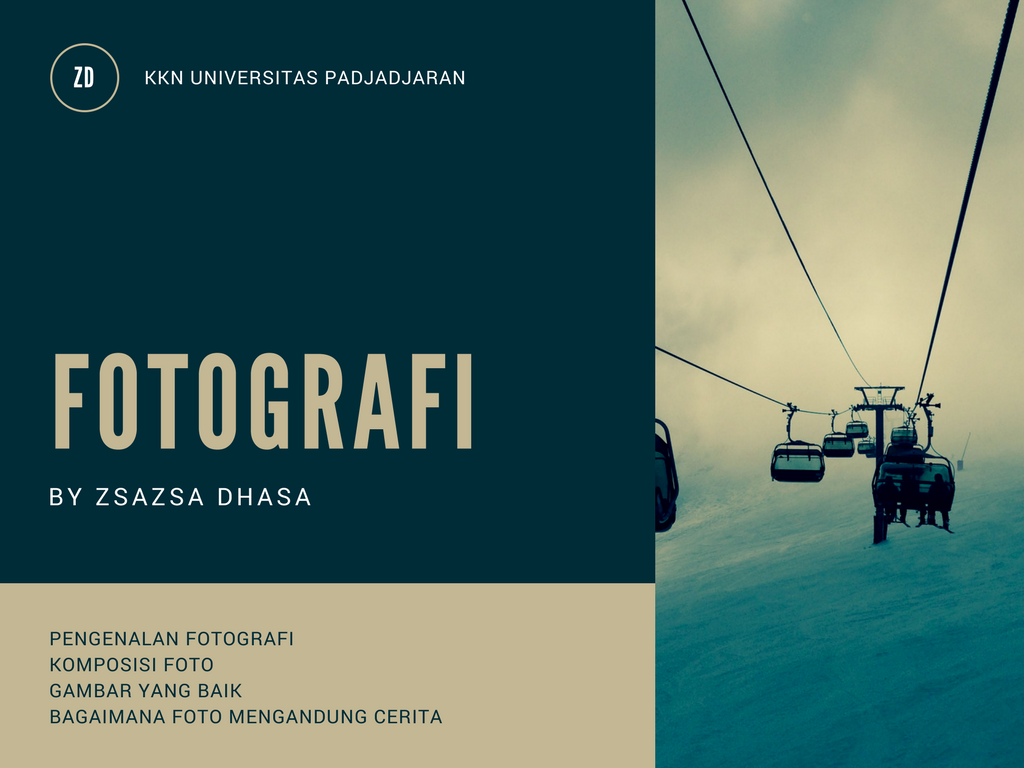 ZD
KKN UNIVERSITAS PADJADJARAN
FOTOGRAFI
BY ZSAZSA DHASA
PENGENALAN FOTOGRAFI
KOMPOSISI FOTO
GAMBAR YANG BAIK
BAGAIMANA FOTO MENGANDUNG CERITA